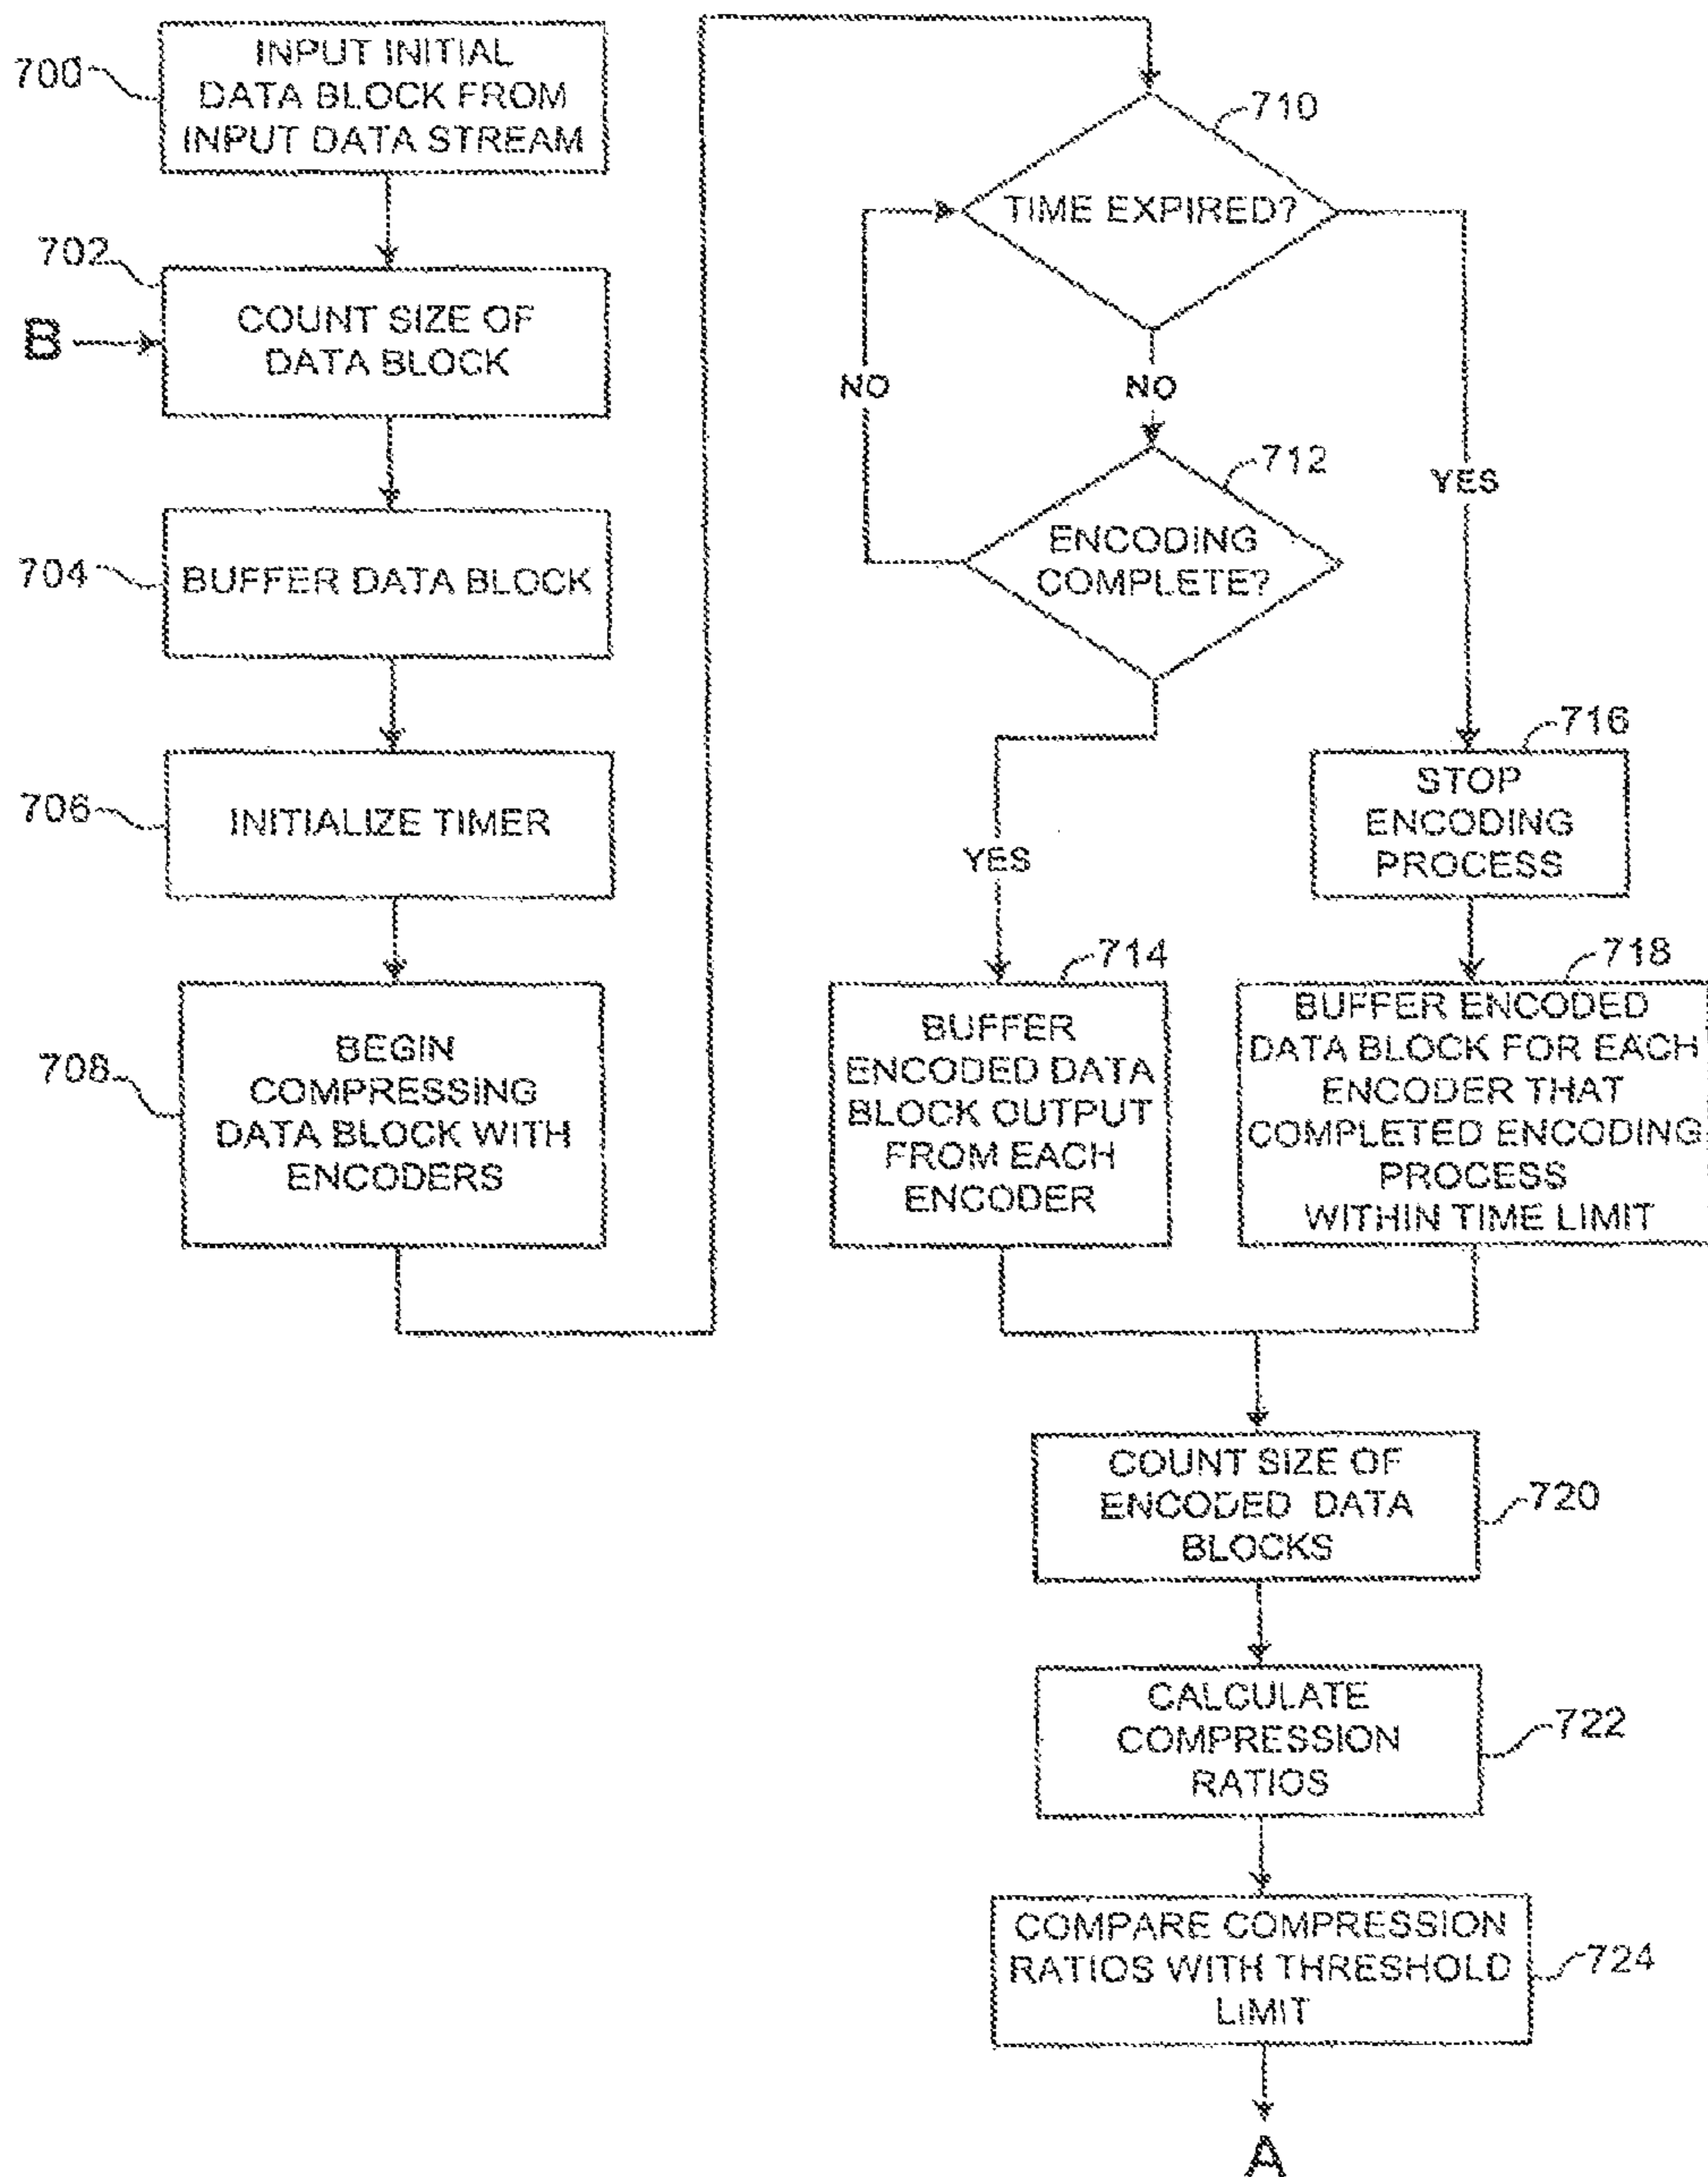 700
INPUT INITIAL
DATA BLOCK FROM
INPUT DATA STREAM
702
B
COUNT SIZE OF
DATA BLOCK
704
BUFFER DATA BLOCK
706
INITIALIZE TIMER
708
BEGIN
COMPRESSING
DATA BLOCK WITH
ENCODERS
710
TIME EXPIRED?
NO
NO
YES
712
ENCODING
COMPLETE?
YES
716
STOP
ENCODING
PROCESS
714
BUFFER
ENCODED DATA
BLOCK OUTPUT
FROM EACH
ENCODER
718
BUFFER ENCODED
DATA BLOCK FOR EACH
ENCODER THAT
COMPLETED ENCODING
PROCESS
WITHIN TIME LIMIT
COUNT SIZE OF
ENCODED DATA
BLOCKS
720
CALCULATE
COMPRESSION
RATIOS
722
COMPARE COMPRESSION
RATIOS WITH THRESHOLD
LIMIT
724
A